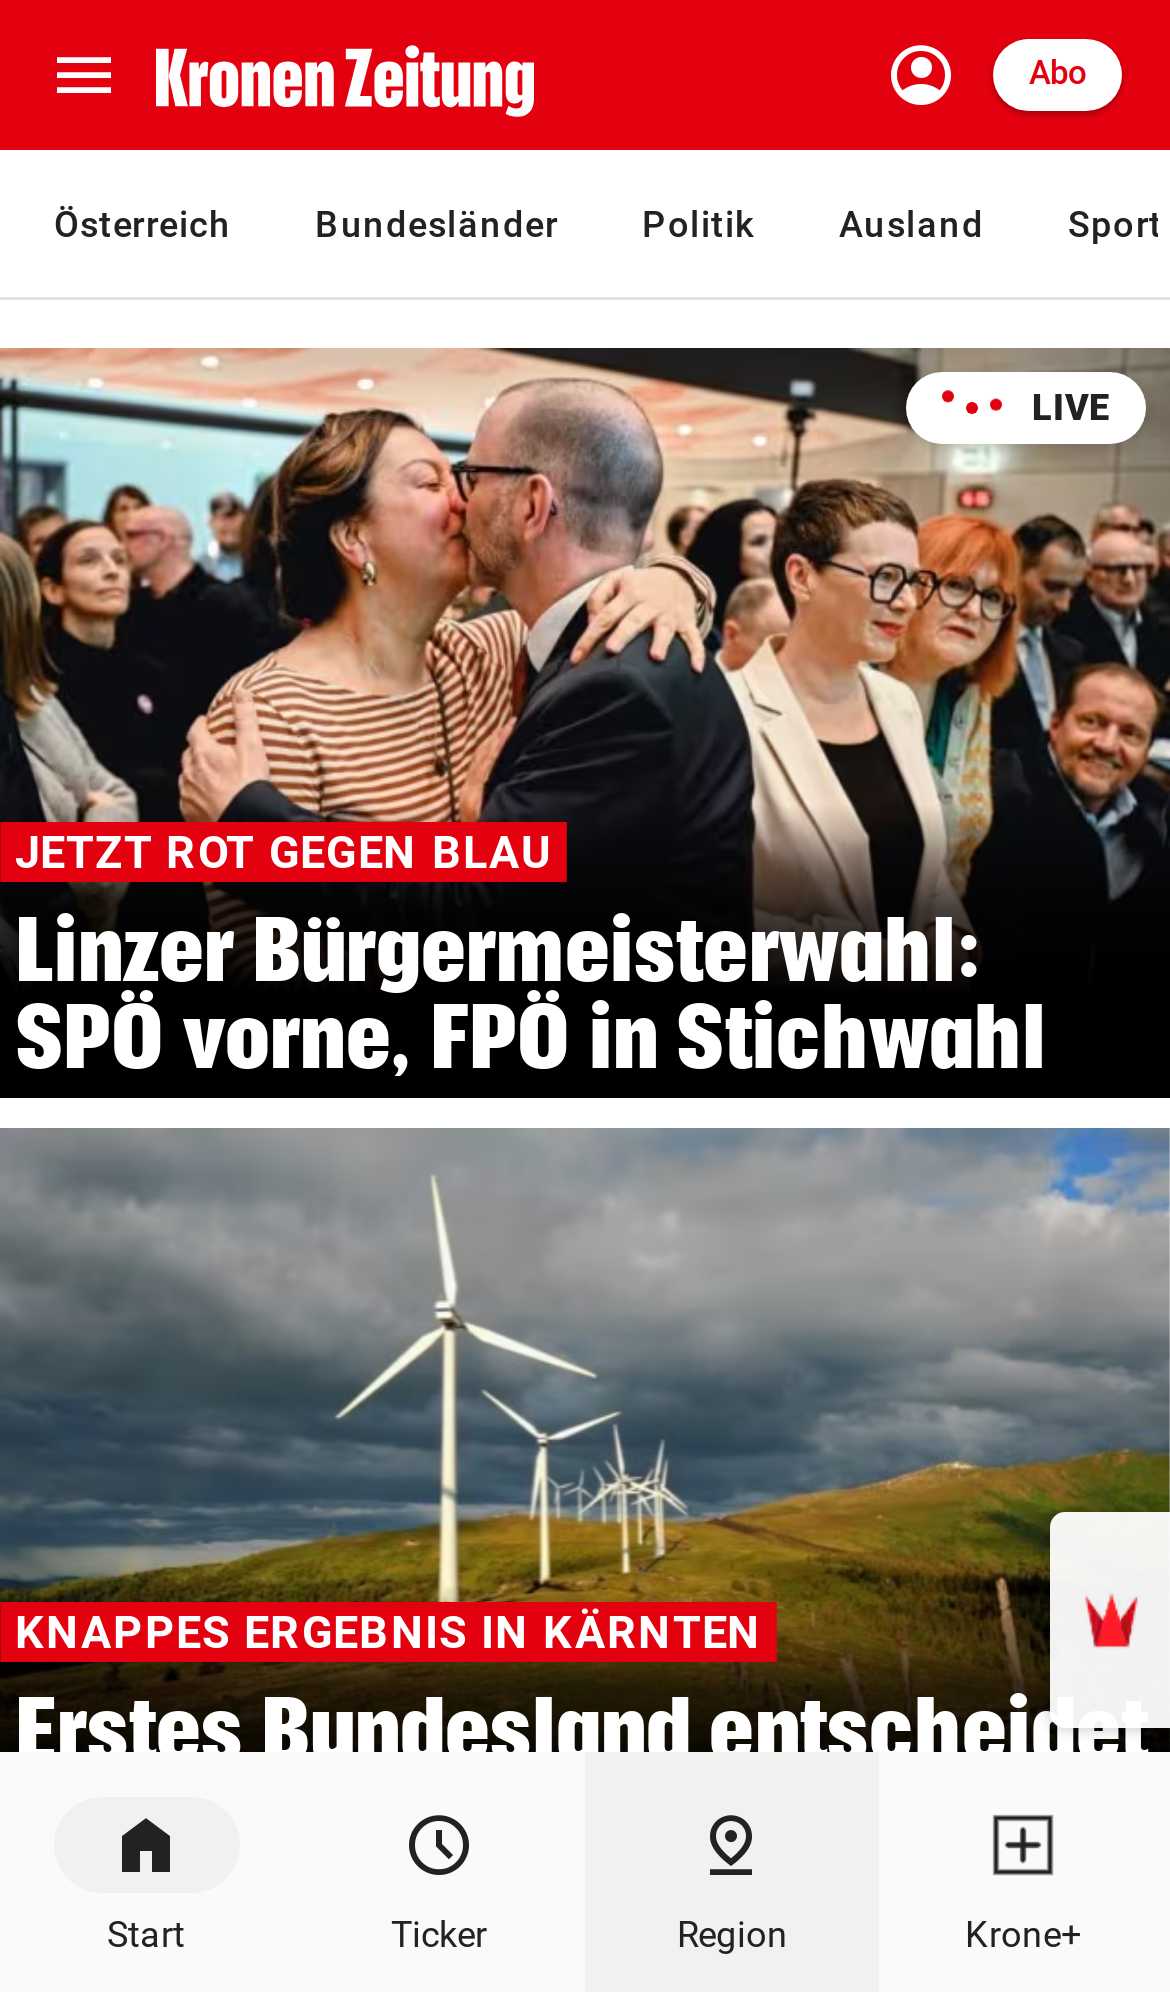 Kronen Zeitung
Abo
Österreich Bundesländer Politik Ausland Sport
LIVE
JETZT ROT GEGEN BLAU
Linzer Bürgermeisterwahl:
SPÖ vorne, FPÖ in Stichwahl
KNAPPES ERGEBNIS IN KÄRNTEN
Erstes Bundesland entscheidet
Start Ticker Region Krone+